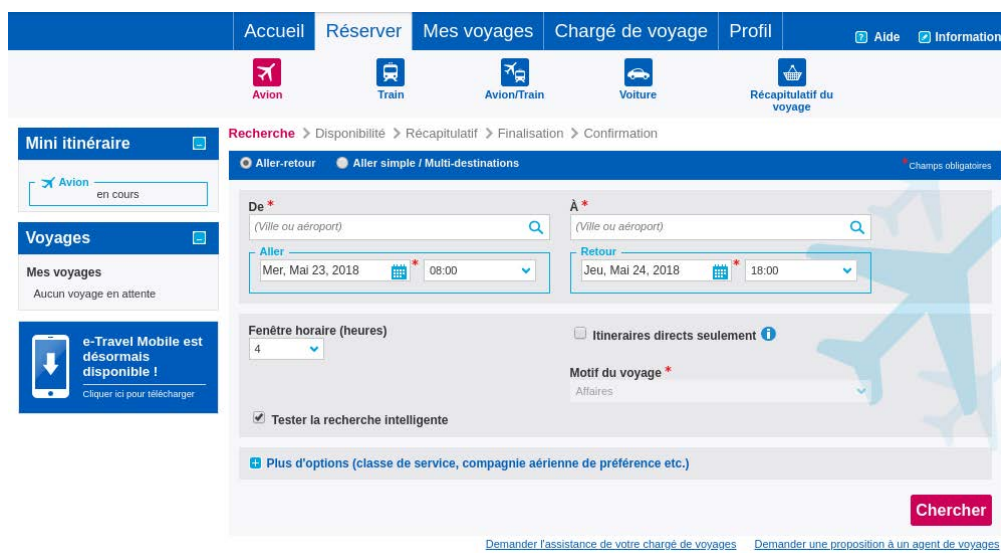 Accueil Réserver Mes voyages Chargé de voyage Profil Aide Information
Avion Train Avion/Train Voiture Récapitulatif du
voyage
Recherche > Disponibilité > Récapitulatif > Finalisation > Confirmation
Mini itinéraire
Avion
en cours
Voyages
Mes voyages
Aucun voyage en attente
e-Travel Mobile est
désormais
disponible !
Cliquer ici pour télécharger
Aller-retour Aller simple / Multi-destinations *Champs obligatoires
De * À *
(Ville ou aéroport) (Ville ou aéroport)
Aller Retour
Mer, Mai 23, 2018 * 08:00 Jeu, Mai 24, 2018 * 18:00
Fenêtre horaire (heures) Itineraires directs seulement
4
Motif du voyage *
Affaires
Tester la recherche intelligente
Plus d'options (classe de service, compagnie aérienne de préférence etc.)
Chercher
Demander l'assistance de votre chargé de voyages Demander une proposition à un agent de voyages